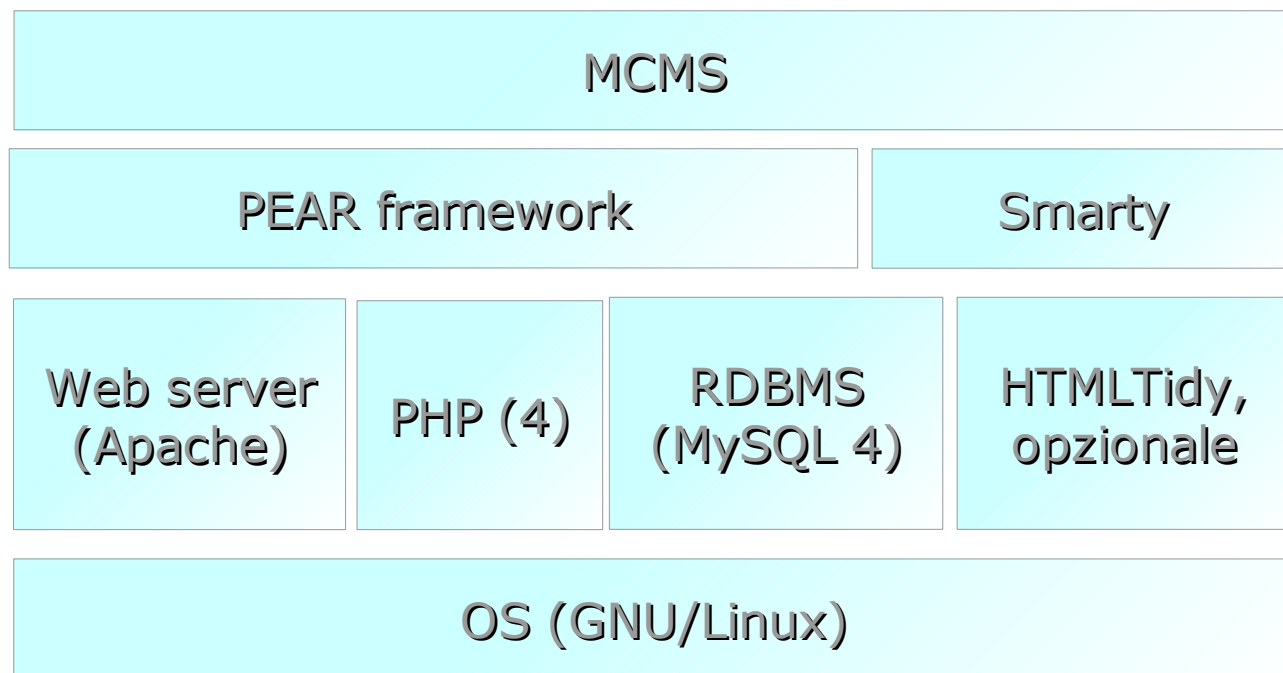 MCMS
PEAR framework
Smarty
Web server
(Apache)
PHP (4)
RDBMS
(MySQL 4)
HTMLTidy,
opzionale
OS (GNU/Linux)